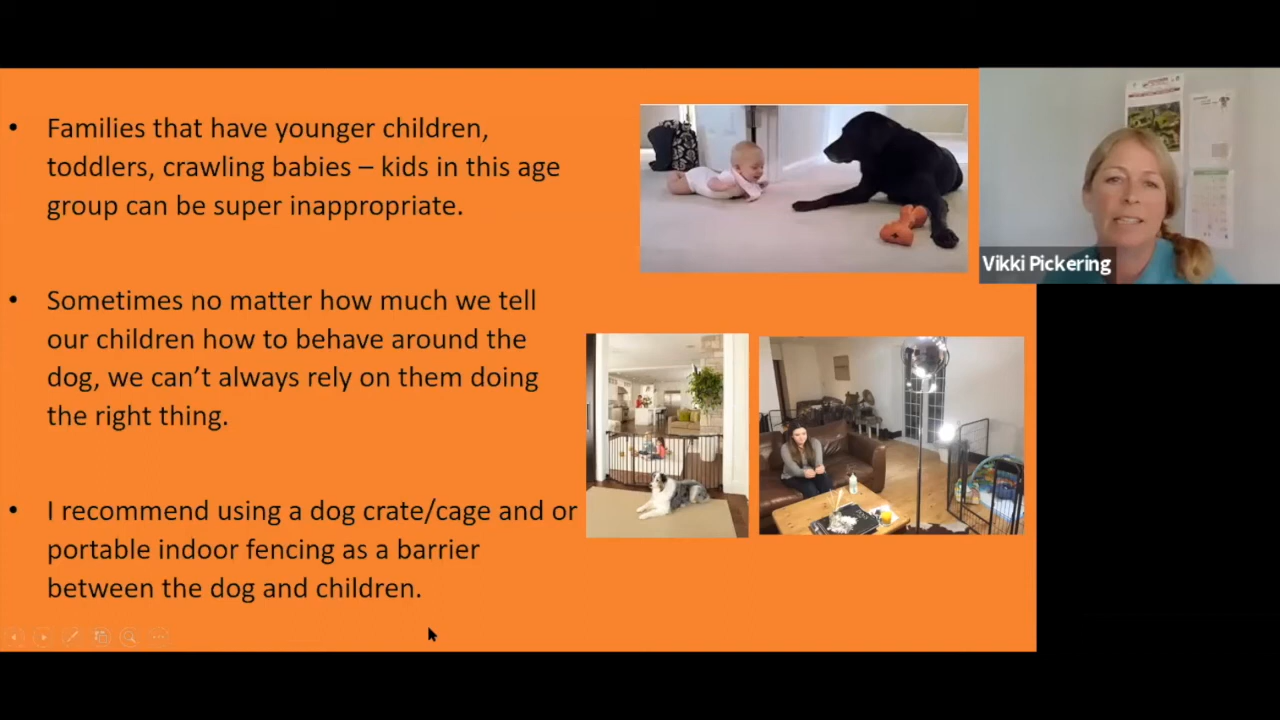 • Families that have younger children,
toddlers, crawling babies – kids in this age
group can be super inappropriate.
• Sometimes no matter how much we tell
our children how to behave around the
dog, we can’t always rely on them doing
the right thing.
• I recommend using a dog crate/cage and or
portable indoor fencing as a barrier
between the dog and children.
Vikki Pickering